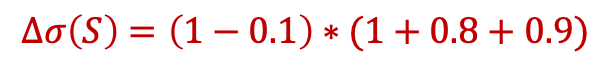 Δσ(S) = (1 − 0.1) ∗ (1 + 0.8 + 0.9)